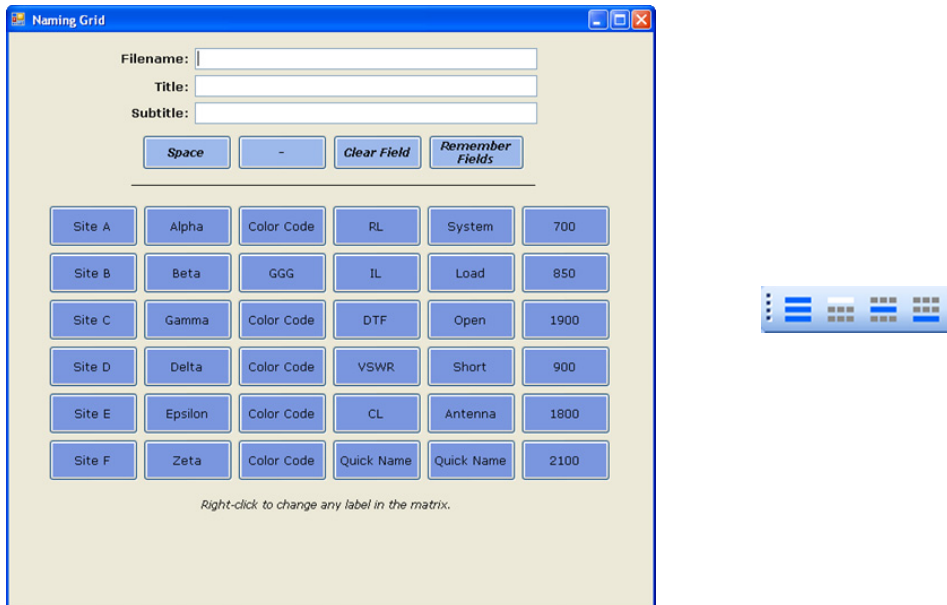 Naming Grid
Filename:
Title:
Subtitle:
Space - Clear Field Remember Fields
Site A Alpha Color Code RL System 700
Site B Beta GGG IL Load 850
Site C Gamma Color Code DTF Open 1900
Site D Delta Color Code VSWR Short 900
Site E Epsilon Color Code CL Antenna 1800
Site F Zeta Color Code Quick Name Quick Name 2100
Right-click to change any label in the matrix.